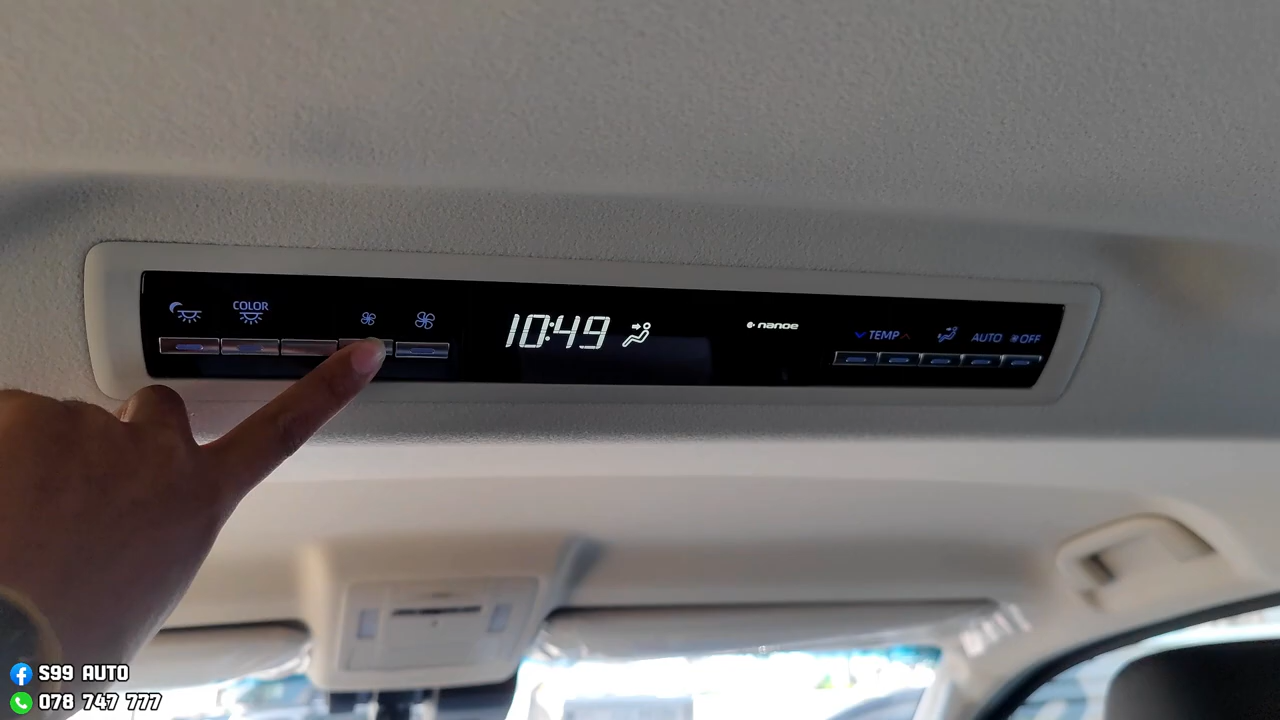 COLOR
10:49
nanoe
TEMP
AUTO
OFF
S99 AUTO
078 747 777